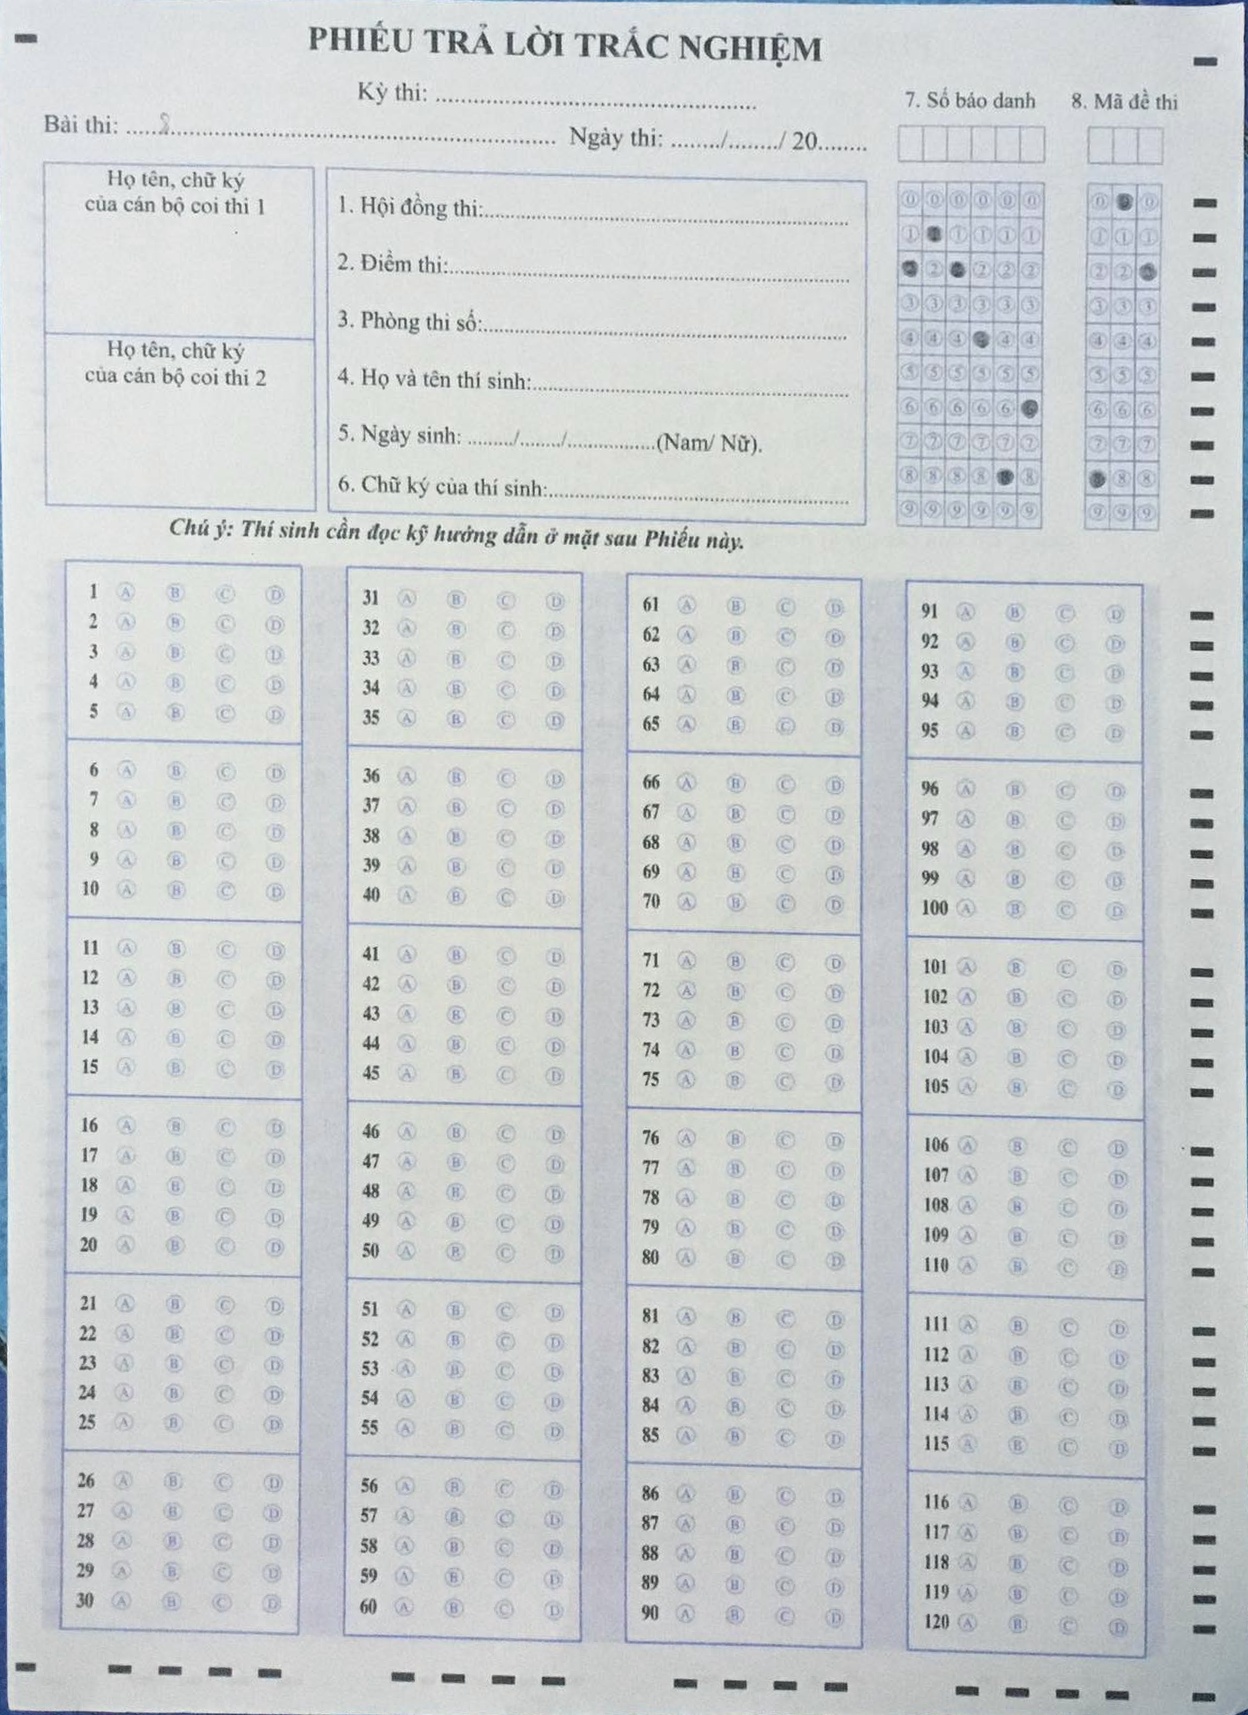 PHIẾU TRẢ LỜI TRẮC NGHIỆM
Kỳ thi: ....................................................
Bài thi: .....8................................................................ Ngày thi: ......../......../ 20........
7. Số báo danh
8. Mã đề thi
Họ tên, chữ ký
của cán bộ coi thi 1
Họ tên, chữ ký
của cán bộ coi thi 2
1. Hội đồng thi:............................................................
2. Điểm thi:..................................................................
3. Phòng thi số:............................................................
4. Họ và tên thí sinh:....................................................
5. Ngày sinh: ......../......../................(Nam/ Nữ).
6. Chữ ký của thí sinh:.................................................
0 0 0 0 0 0
1 1 1 1 1
2 2 2 2
3 3 3 3 3 3
4 4 4 4 4
5 5 5 5 5 5
6 6 6 6 6
7 7 7 7 7 7
8 8 8 8 8
9 9 9 9 9 9
0 0
1 1 1
2 2
3 3 3
4 4 4
5 5 5
6 6 6
7 7 7
8 8
9 9 9
Chú ý: Thí sinh cần đọc kỹ hướng dẫn ở mặt sau Phiếu này.
1 A B C D
2 A B C D
3 A B C D
4 A B C D
5 A B C D
6 A B C D
7 A B C D
8 A B C D
9 A B C D
10 A B C D
11 A B C D
12 A B C D
13 A B C D
14 A B C D
15 A B C D
16 A B C D
17 A B C D
18 A B C D
19 A B C D
20 A B C D
21 A B C D
22 A B C D
23 A B C D
24 A B C D
25 A B C D
26 A B C D
27 A B C D
28 A B C D
29 A B C D
30 A B C D
31 A B C D
32 A B C D
33 A B C D
34 A B C D
35 A B C D
36 A B C D
37 A B C D
38 A B C D
39 A B C D
40 A B C D
41 A B C D
42 A B C D
43 A B C D
44 A B C D
45 A B C D
46 A B C D
47 A B C D
48 A B C D
49 A B C D
50 A B C D
51 A B C D
52 A B C D
53 A B C D
54 A B C D
55 A B C D
56 A B C D
57 A B C D
58 A B C D
59 A B C D
60 A B C D
61 A B C D
62 A B C D
63 A B C D
64 A B C D
65 A B C D
66 A B C D
67 A B C D
68 A B C D
69 A B C D
70 A B C D
71 A B C D
72 A B C D
73 A B C D
74 A B C D
75 A B C D
76 A B C D
77 A B C D
78 A B C D
79 A B C D
80 A B C D
81 A B C D
82 A B C D
83 A B C D
84 A B C D
85 A B C D
86 A B C D
87 A B C D
88 A B C D
89 A B C D
90 A B C D
91 A B C D
92 A B C D
93 A B C D
94 A B C D
95 A B C D
96 A B C D
97 A B C D
98 A B C D
99 A B C D
100 A B C D
101 A B C D
102 A B C D
103 A B C D
104 A B C D
105 A B C D
106 A B C D
107 A B C D
108 A B C D
109 A B C D
110 A B C D
111 A B C D
112 A B C D
113 A B C D
114 A B C D
115 A B C D
116 A B C D
117 A B C D
118 A B C D
119 A B C D
120 A B C D